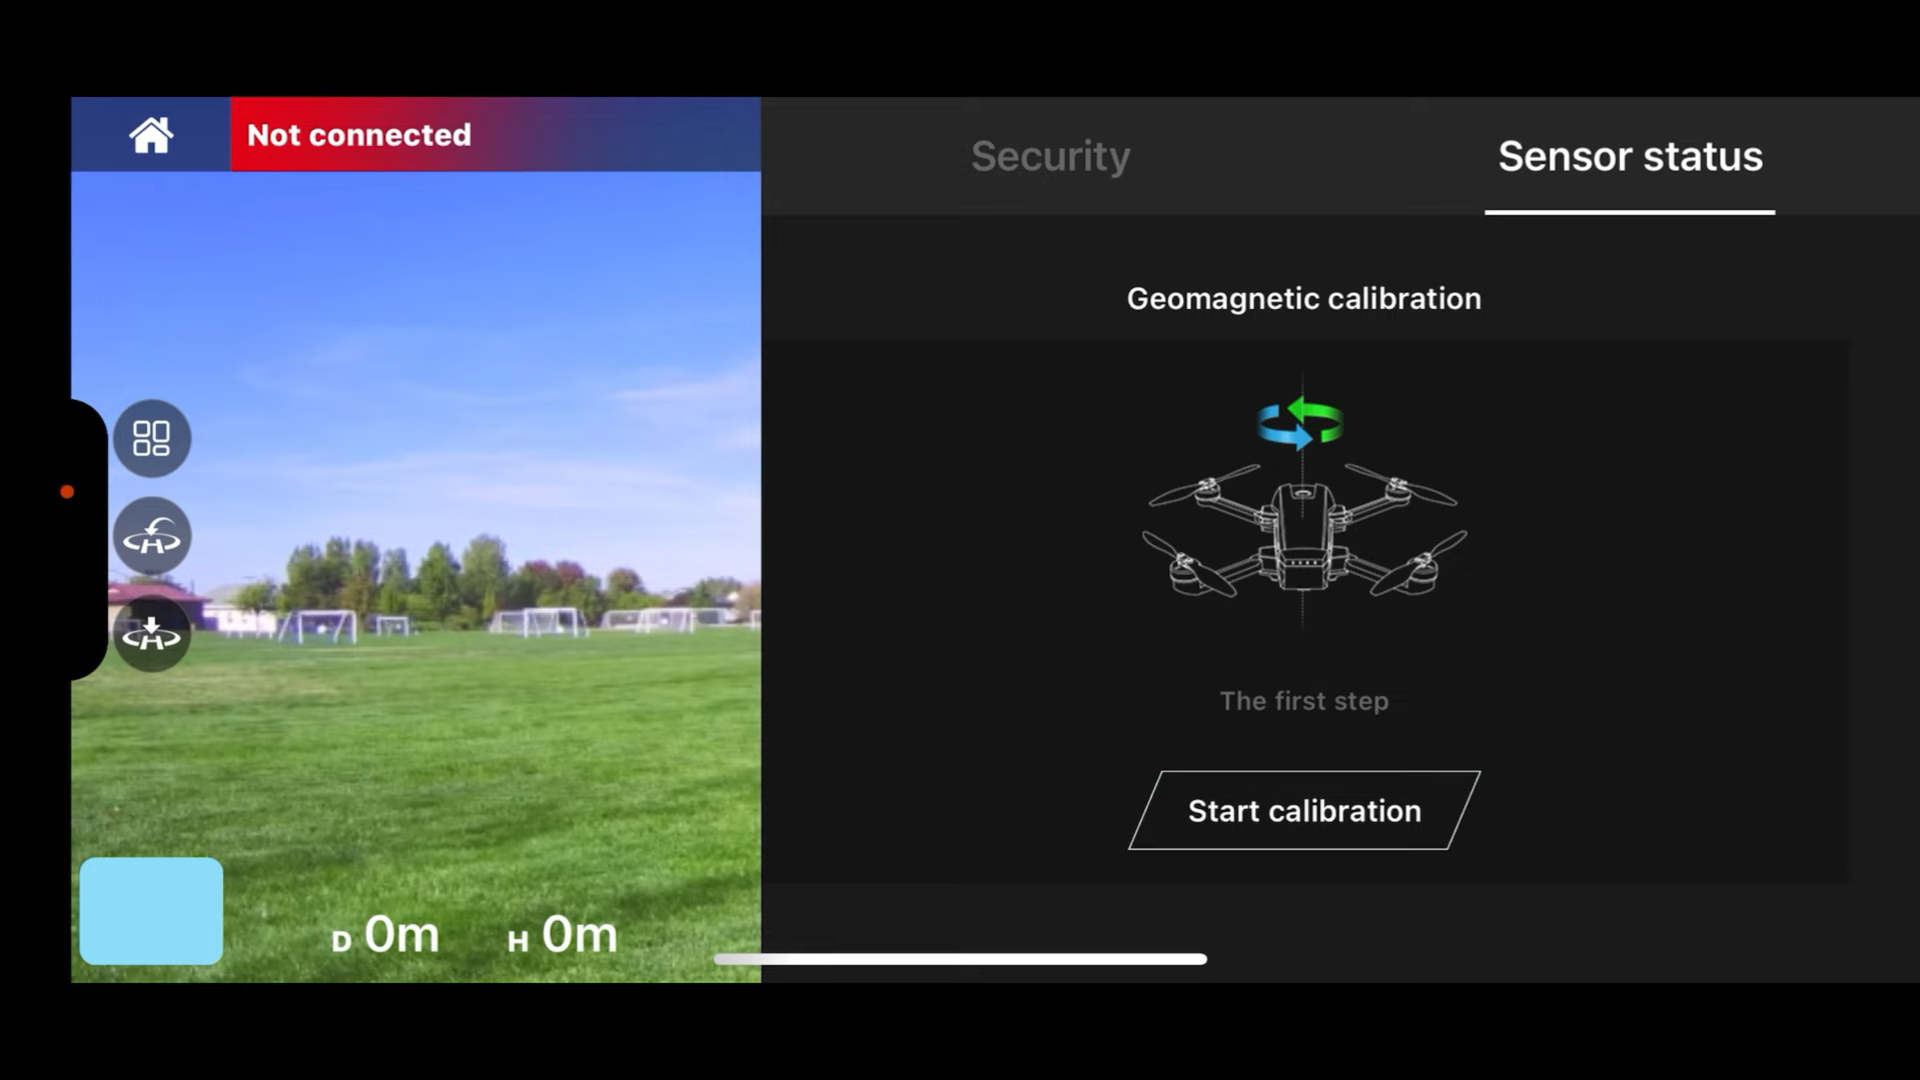 Not connected
Security
Sensor status
Geomagnetic calibration
The first step
Start calibration
D 0m H 0m
H
H